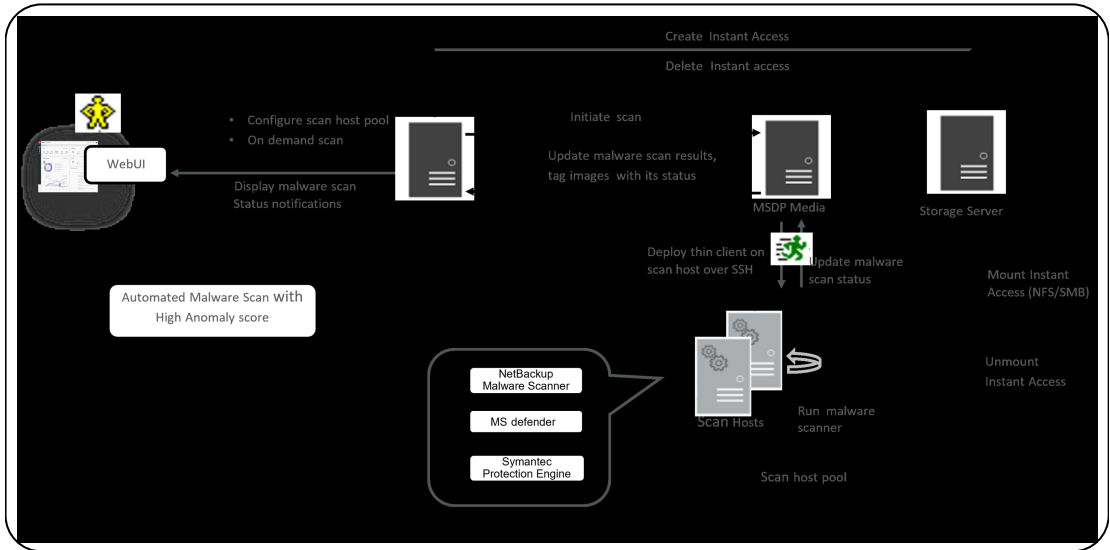 Create Instant Access
Delete Instant access
• Configure scan host pool
• On demand scan
WebUI
Display malware scan
Status notifications
Initiate scan
Update malware scan results,
tag images with its status
MSDP Media
Storage Server
Deploy thin client on
scan host over SSH
Update malware
scan status
Mount Instant
Access (NFS/SMB)
Automated Malware Scan with
High Anomaly score
NetBackup
Malware Scanner
MS defender
Symantec
Protection Engine
Unmount
Instant Access
Scan Hosts
Run malware
scanner
Scan host pool